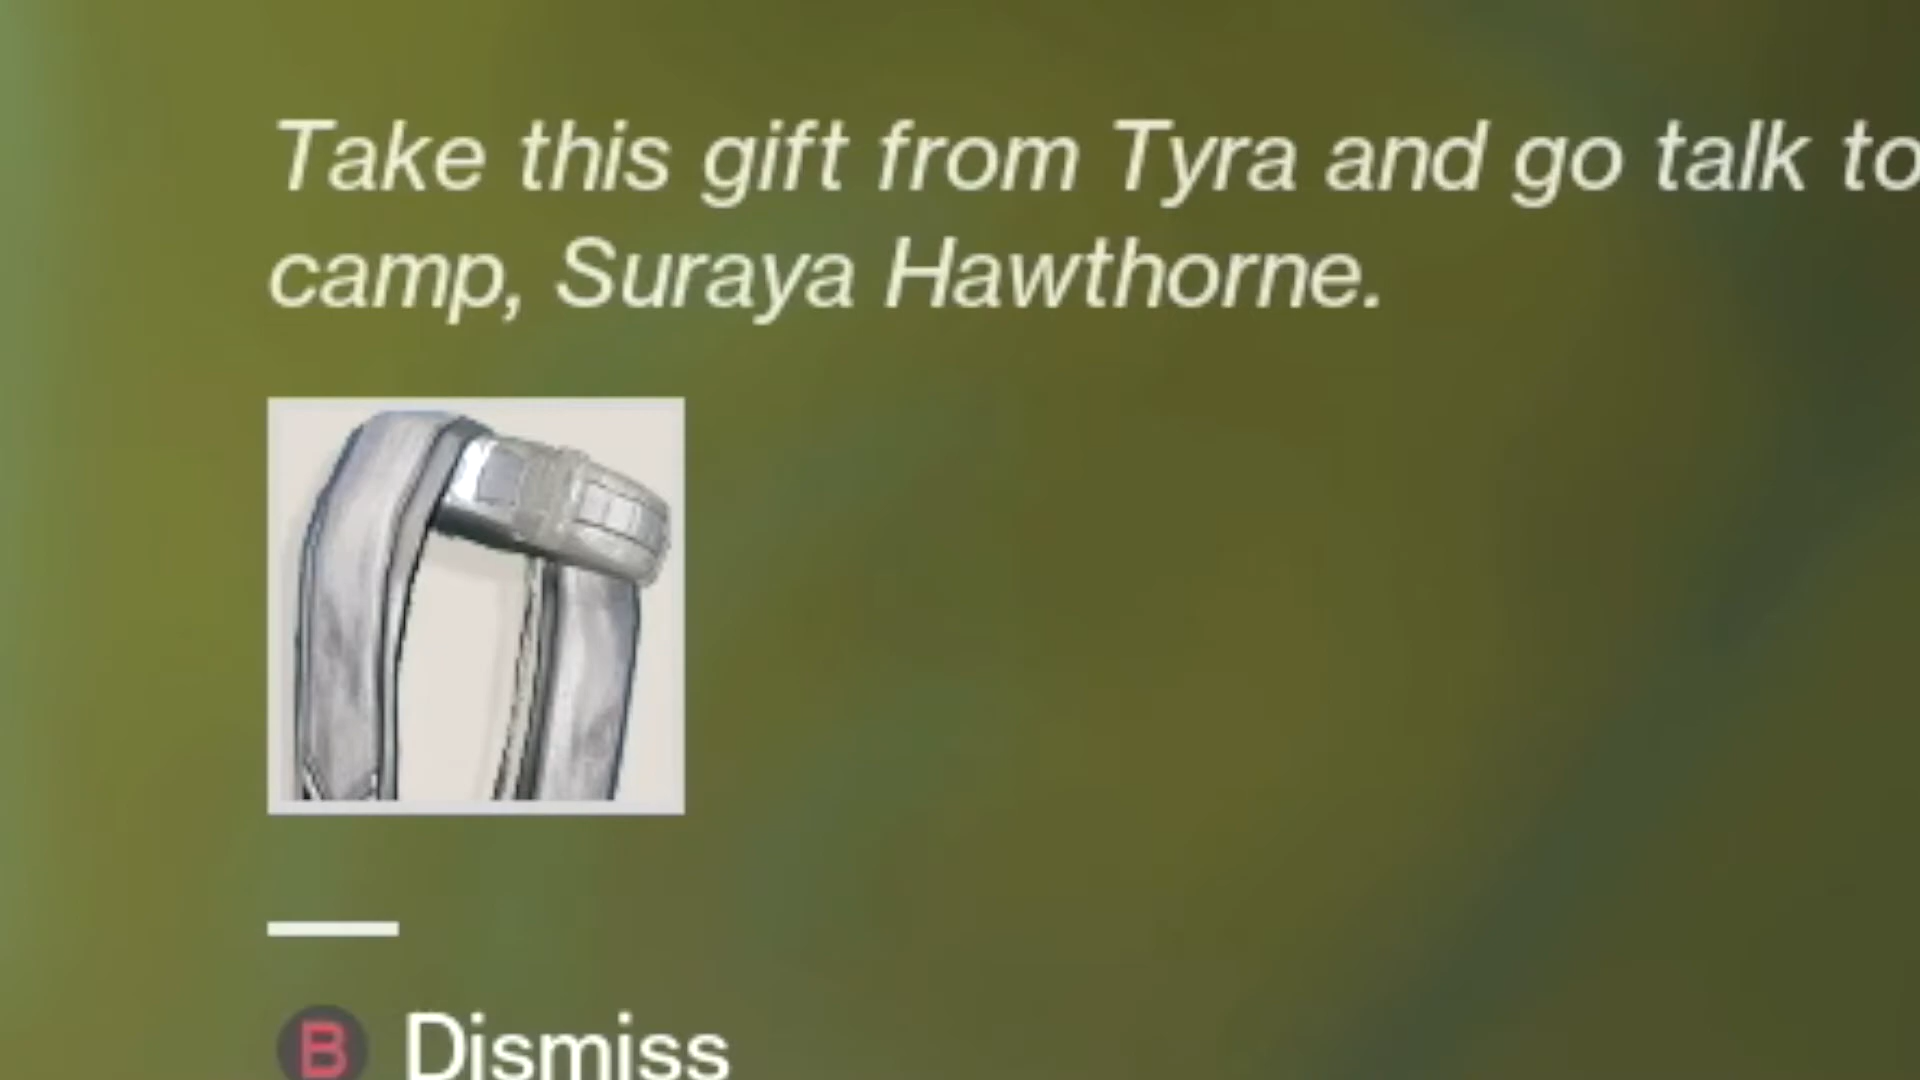 Take this gift from Tyra and go talk to
camp, Suraya Hawthorne.
B Dismiss